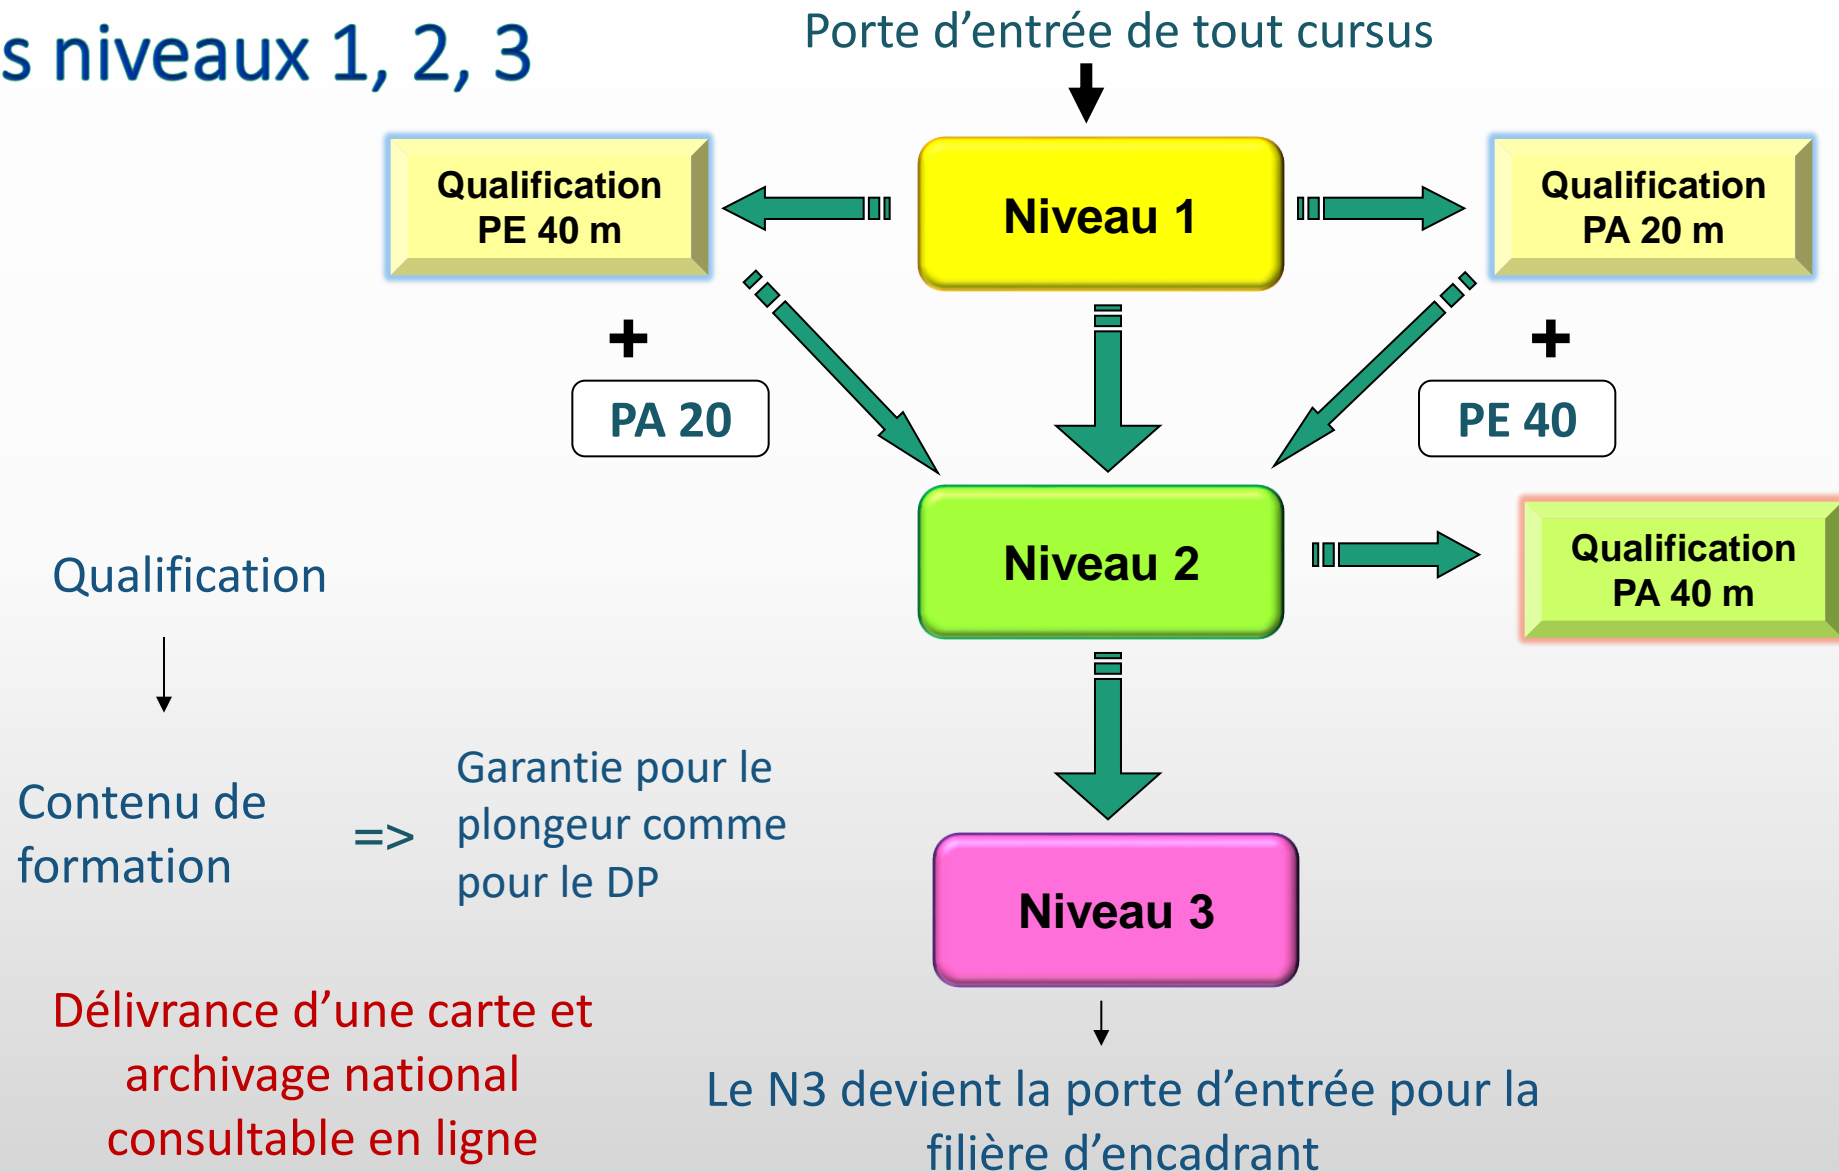 s niveaux 1, 2, 3
Porte d’entrée de tout cursus
Qualification
PE 40 m
Niveau 1
Qualification
PA 20 m
+
+
PA 20
PE 40
Niveau 2
Qualification
PA 40 m
Qualification
Contenu de
formation
=>
Garantie pour le
plongeur comme
pour le DP
Niveau 3
Délivrance d’une carte et
archivage national
consultable en ligne
Le N3 devient la porte d’entrée pour la
filière d’encadrant